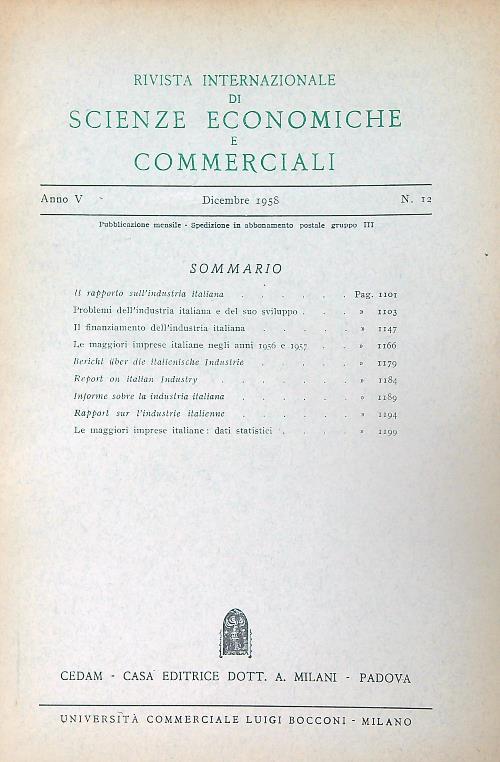 RIVISTA INTERNAZIONALE
DI
SCIENZE ECONOMICHE
E
COMMERCIALI
Anno V Dicembre 1958 N. 12
Pubblicazione mensile - Spedizione in abbonamento postale gruppo III
SOMMARIO
Il rapporto sull'industria italiana . . . . . . Pag. 1101
Problemi dell'industria italiana e del suo sviluppo . . . » 1103
Il finanziamento dell'industria italiana . . . . . » 1147
Le maggiori imprese italiane negli anni 1956 e 1957 . . » 1166
Bericht über die italienische Industrie . . . . . » 1179
Report on italian Industry . . . . . . . » 1184
Informe sobre la industria italiana . . . . . . » 1189
Rapport sur l'industrie italienne . . . . . . » 1194
Le maggiori imprese italiane: dati statistici . . . . » 1199
CEDAM - CASA EDITRICE DOTT. A. MILANI - PADOVA
UNIVERSITÀ COMMERCIALE LUIGI BOCCONI - MILANO